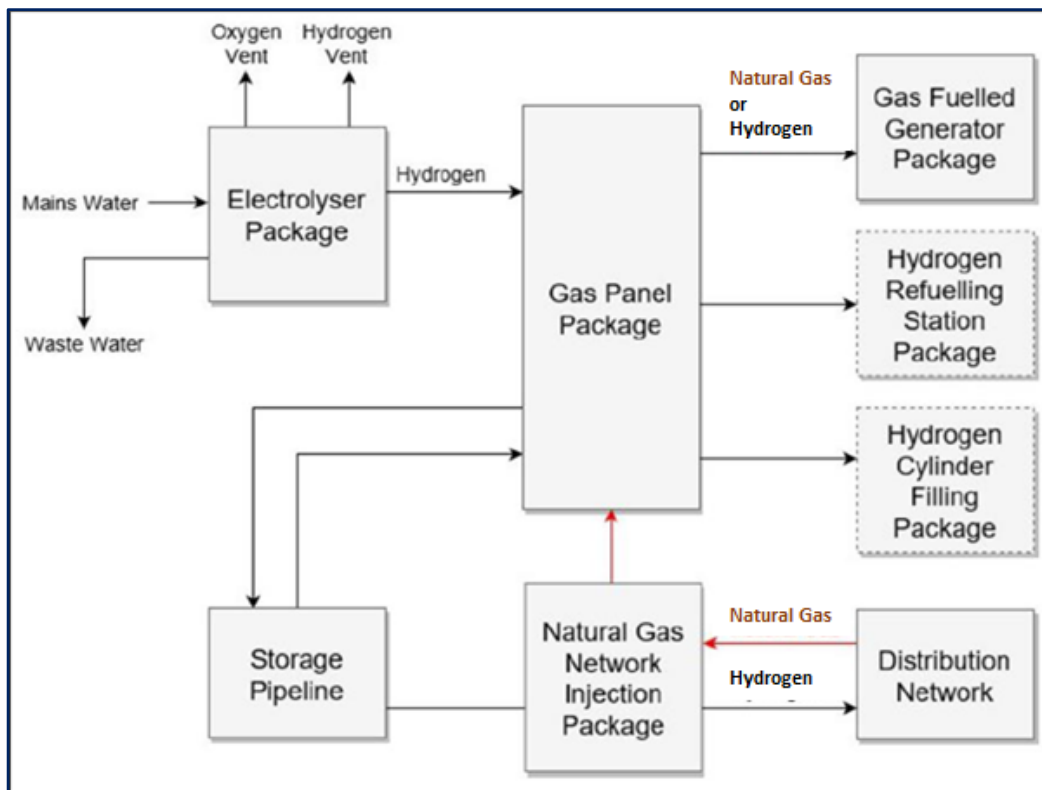 Oxygen
Vent
Hydrogen
Vent
Natural Gas
or
Hydrogen
Gas Fuelled
Generator
Package
Mains Water
Electrolyser
Package
Hydrogen
Waste Water
Gas Panel
Package
Hydrogen
Refuelling
Station
Package
Hydrogen
Cylinder
Filling
Package
Storage
Pipeline
Natural Gas
Network
Injection
Package
Natural Gas
Hydrogen
Distribution
Network